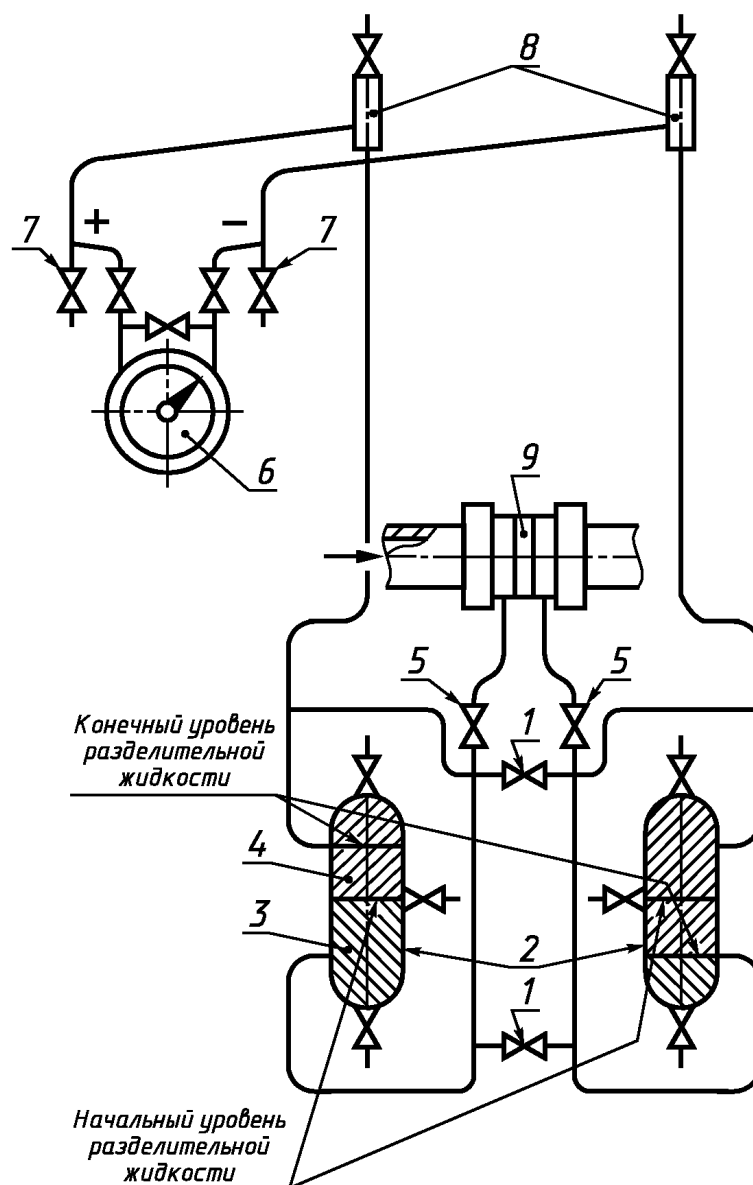 8
7
+
−
7
6
9
5
5
Конечный уровень
разделительной
жидкости
1
4
3
2
1
Начальный уровень
разделительной
жидкости